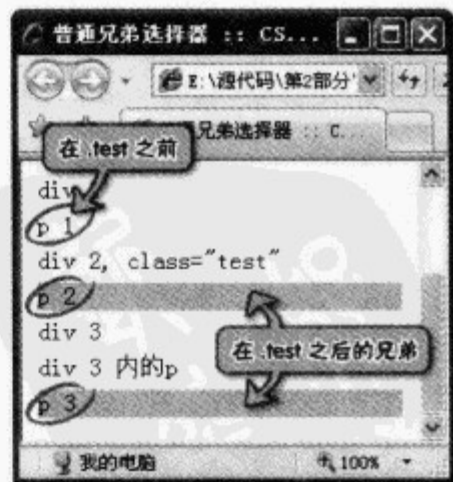 普通兄弟选择器 :: CS...
E:\源代码\第2部分
兄弟选择器 :: C...
在 .test 之前
div
p 1
div 2, class="test"
p 2
div 3
在 .test 之后的兄弟
div 3 内的p
p 3
我的电脑
100%